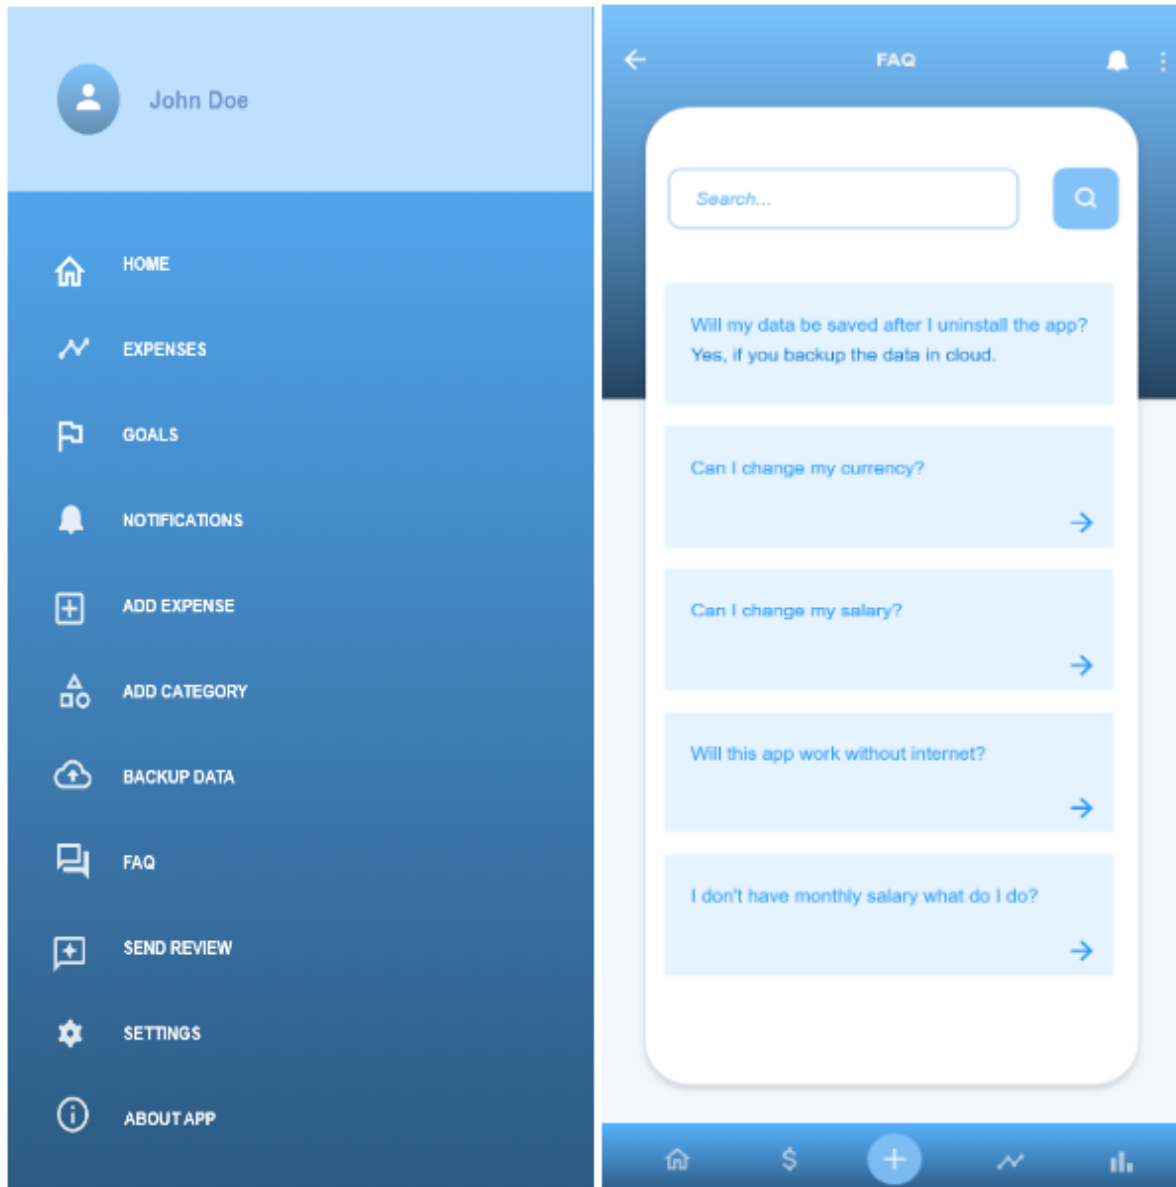 John Doe
HOME
EXPENSES
GOALS
NOTIFICATIONS
ADD EXPENSE
ADD CATEGORY
BACKUP DATA
FAQ
SEND REVIEW
SETTINGS
ABOUT APP
FAQ
Search...
Will my data be saved after I uninstall the app?
Yes, if you backup the data in cloud.
Can I change my currency?
Can I change my salary?
Will this app work without internet?
I don't have monthly salary what do I do?